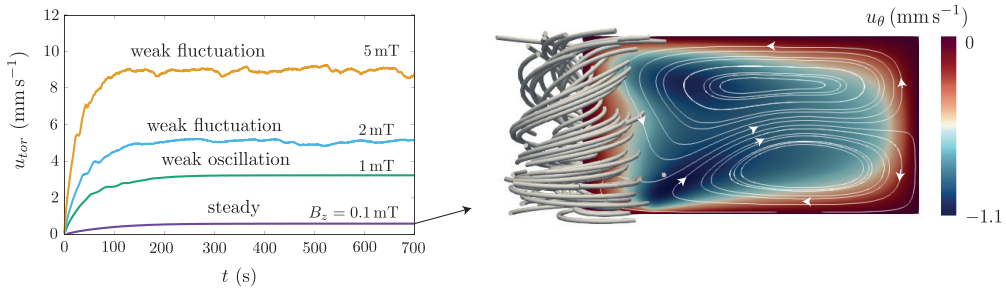 12
10
8
6
4
2
0
u_tor (mm s⁻¹)
weak fluctuation
5 mT
weak fluctuation
2 mT
weak oscillation
1 mT
steady
B_z = 0.1 mT
0 100 200 300 400 500 600 700
t (s)
u_θ (mm s⁻¹)
0
−1.1